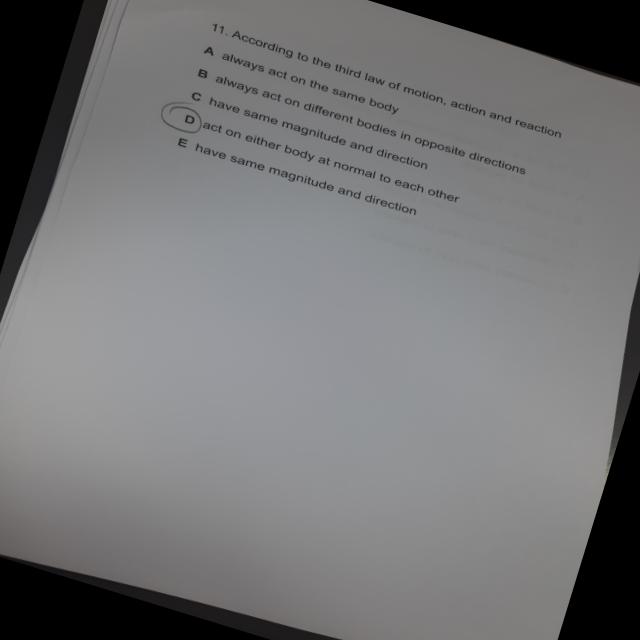 11. According to the third law of motion, action and reaction
A always act on the same body
B always act on different bodies in opposite directions
C have same magnitude and direction
D act on either body at normal to each other
E have same magnitude and direction